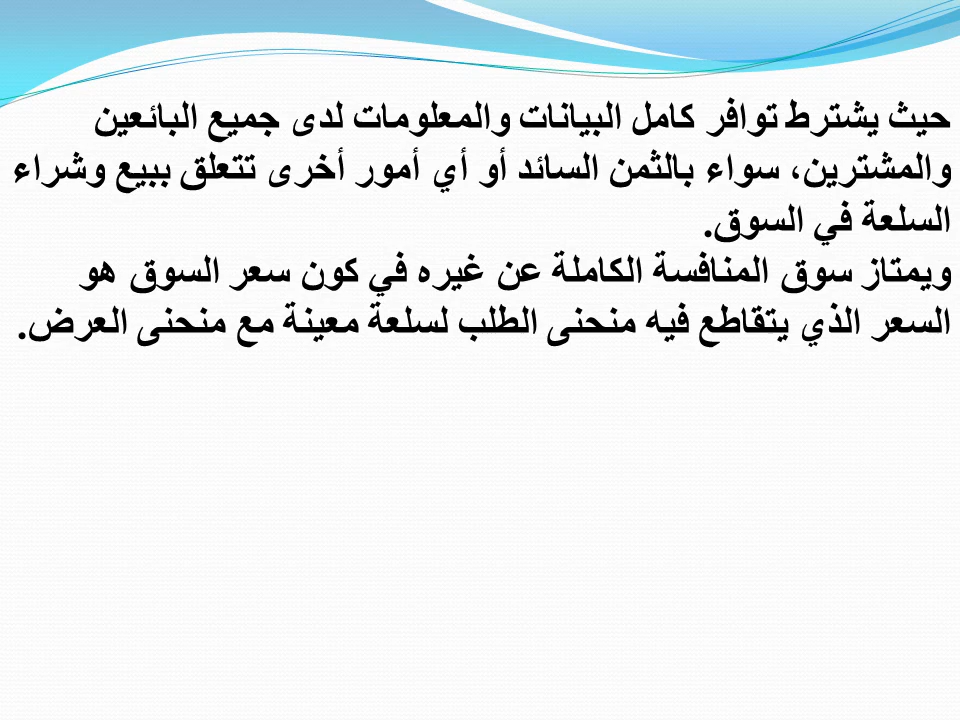 حيث يشترط توافر كامل البيانات والمعلومات لدى جميع البائعين
والمشترين، سواء بالثمن السائد أو أي أمور أخرى تتعلق ببيع وشراء
السلعة في السوق.
ويمتاز سوق المنافسة الكاملة عن غيره في كون سعر السوق هو
السعر الذي يتقاطع فيه منحنى الطلب لسلعة معينة مع منحنى العرض.